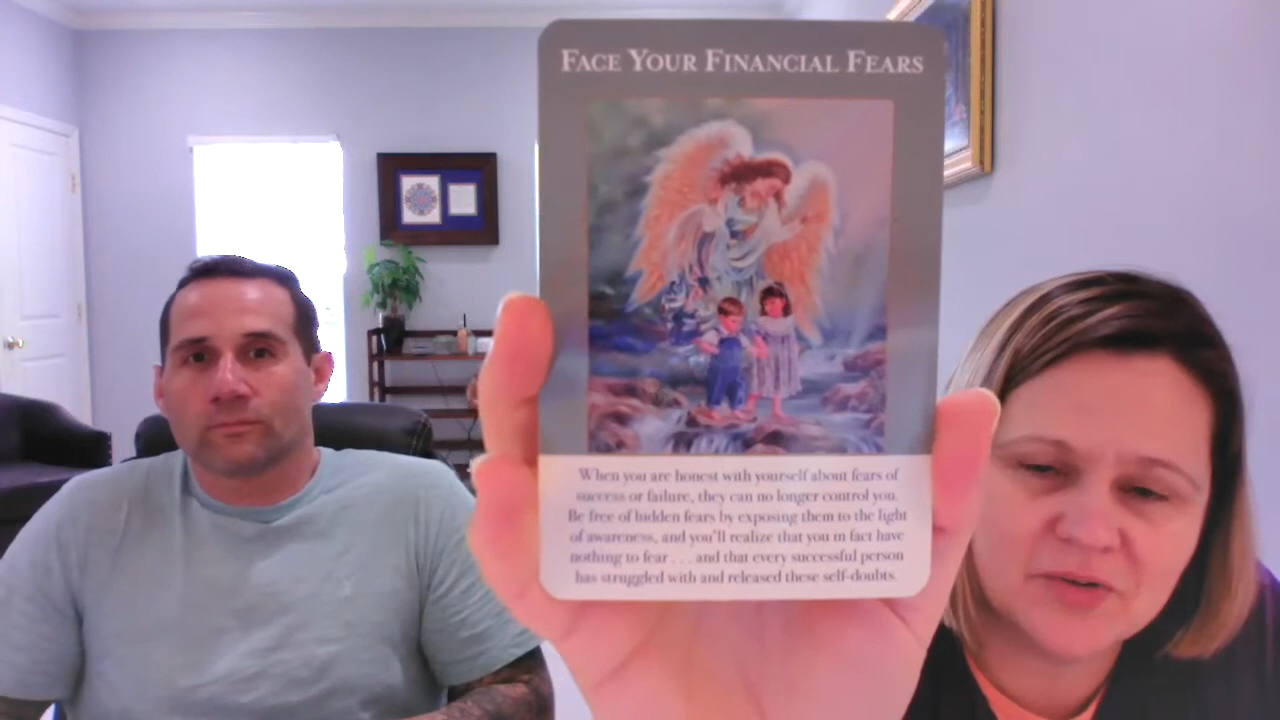 FACE YOUR FINANCIAL FEARS
When you are honest with yourself about fears of
success or failure, they can no longer control you.
Be free of hidden fears by exposing them to the light
of awareness, and you'll realize that you in fact have
nothing to fear . . . and that every successful person
has struggled with and released these self-doubts.